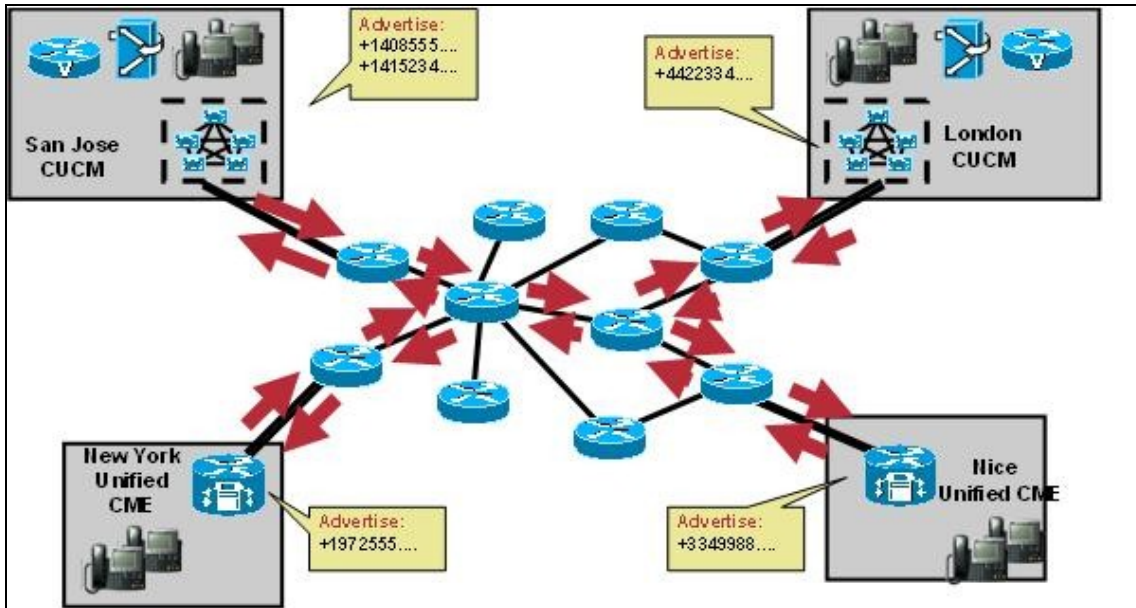 Advertise:
+1408555....
+1415234....
San Jose
CUCM
Advertise:
+4422334....
London
CUCM
V
V
New York
Unified
CME
Advertise:
+1972555....
Advertise:
+3349988....
Nice
Unified CME